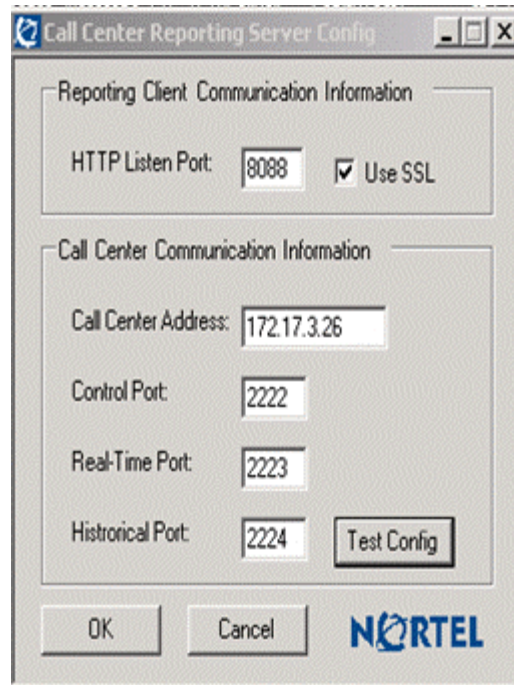 Call Center Reporting Server Config
Reporting Client Communication Information
HTTP Listen Port: 8088 Use SSL
Call Center Communication Information
Call Center Address: 172.17.3.26
Control Port: 2222
Real-Time Port: 2223
Histrorical Port: 2224 Test Config
OK Cancel NORTEL